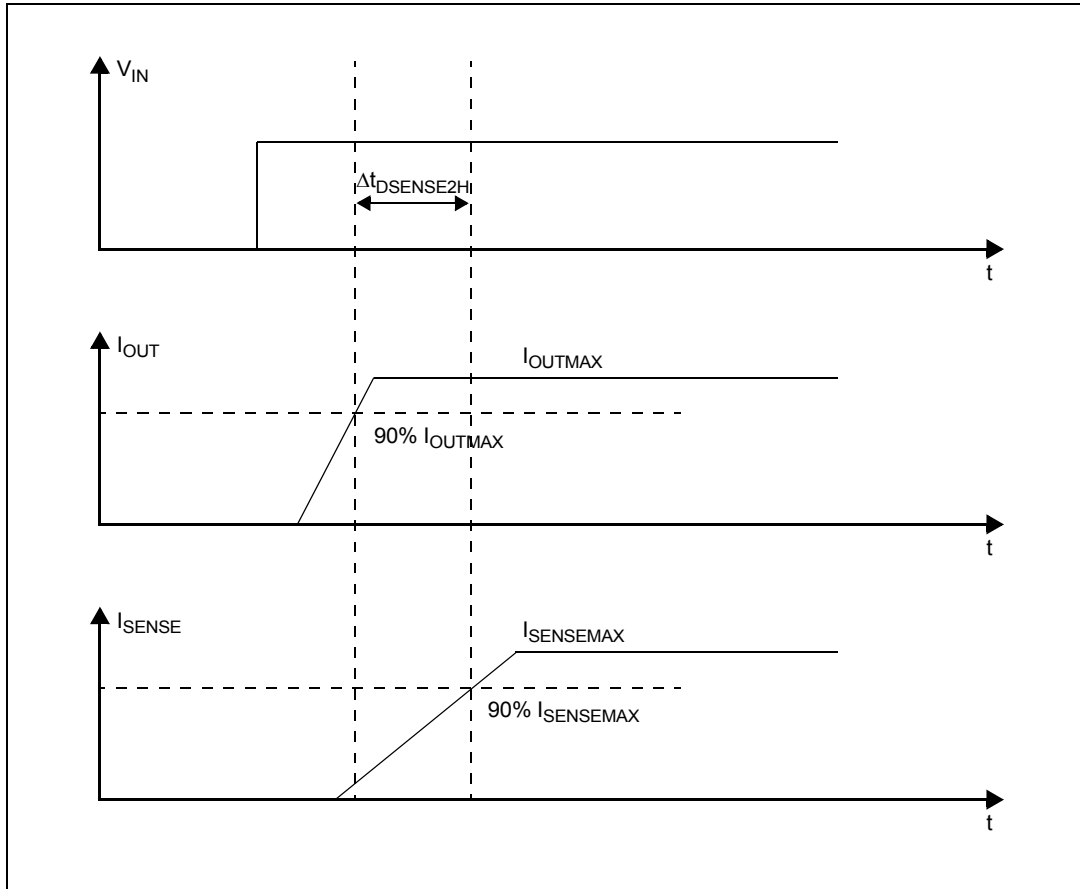 V_IN
Δt_DSENSE2H
t
I_OUT
I_OUTMAX
90% I_OUTMAX
t
I_SENSE
I_SENSEMAX
90% I_SENSEMAX
t